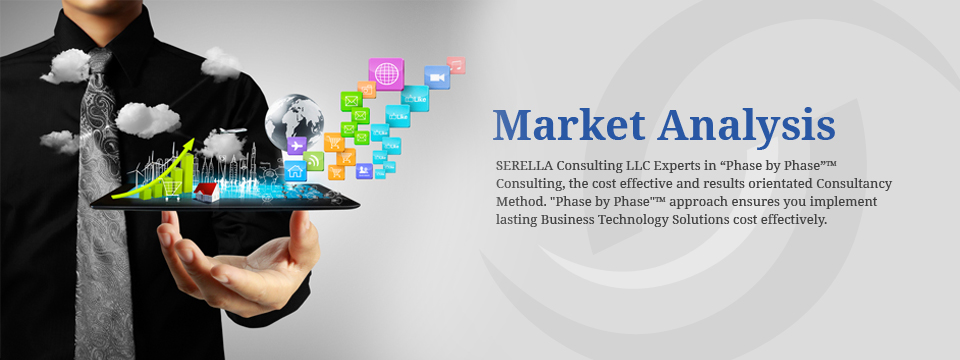 Market Analysis
SERELLA Consulting LLC Experts in “Phase by Phase”™
Consulting, the cost effective and results orientated Consultancy
Method. "Phase by Phase"™ approach ensures you implement
lasting Business Technology Solutions cost effectively.
Like